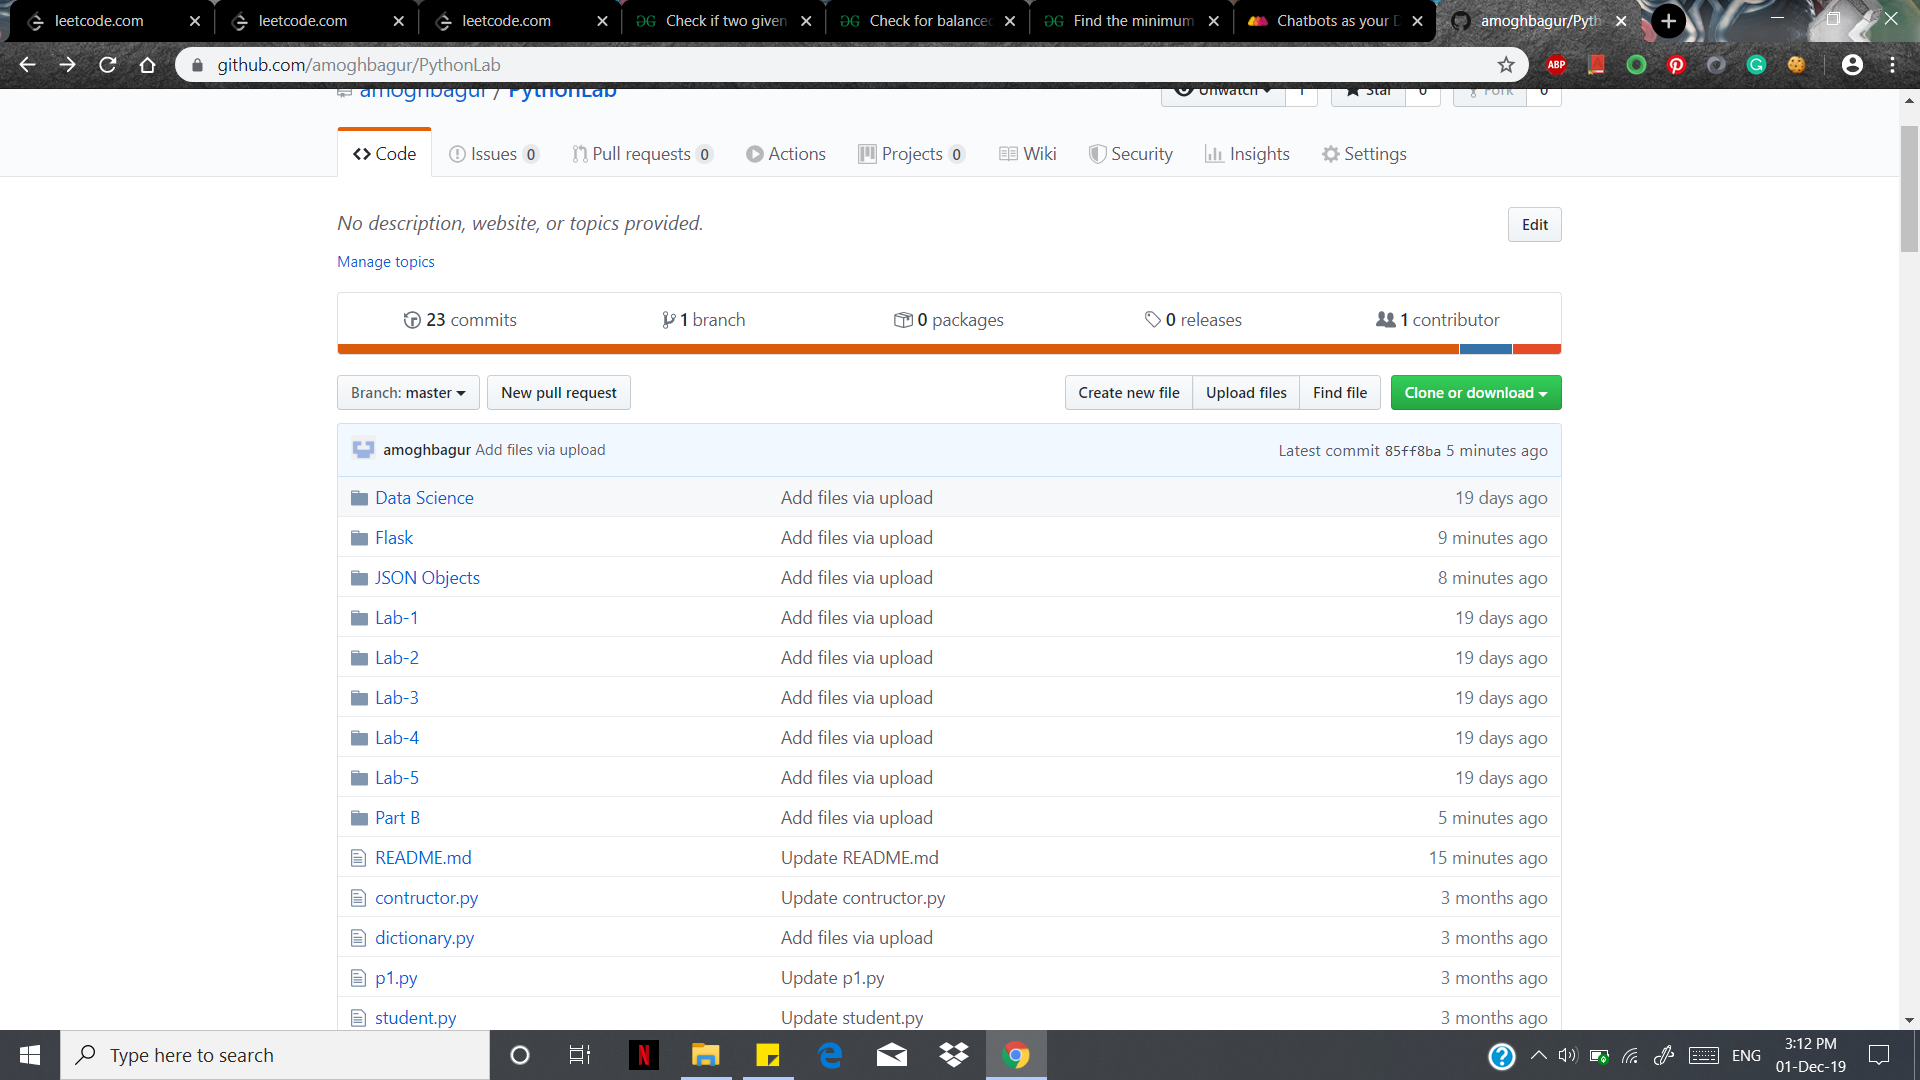 leetcode.com
leetcode.com
leetcode.com
Check if two given
Check for balanced
Find the minimum
Chatbots as your D
amoghbagur/Pyth
github.com/amoghbagur/PythonLab
ABP
amoghbagur / PythonLab
Unwatch 1
Star 0
Fork 0
Code
Issues 0
Pull requests 0
Actions
Projects 0
Wiki
Security
Insights
Settings
No description, website, or topics provided.
Edit
Manage topics
23 commits
1 branch
0 packages
0 releases
1 contributor
Branch: master
New pull request
Create new file
Upload files
Find file
Clone or download
amoghbagur Add files via upload
Latest commit 85ff8ba 5 minutes ago
Data Science Add files via upload 19 days ago
Flask Add files via upload 9 minutes ago
JSON Objects Add files via upload 8 minutes ago
Lab-1 Add files via upload 19 days ago
Lab-2 Add files via upload 19 days ago
Lab-3 Add files via upload 19 days ago
Lab-4 Add files via upload 19 days ago
Lab-5 Add files via upload 19 days ago
Part B Add files via upload 5 minutes ago
README.md Update README.md 15 minutes ago
contructor.py Update contructor.py 3 months ago
dictionary.py Add files via upload 3 months ago
p1.py Update p1.py 3 months ago
student.py Update student.py 3 months ago
Type here to search
ENG
3:12 PM
01-Dec-19